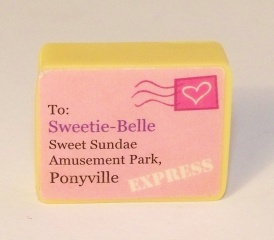 To:
Sweetie-Belle
Sweet Sundae
Amusement Park,
Ponyville
EXPRESS